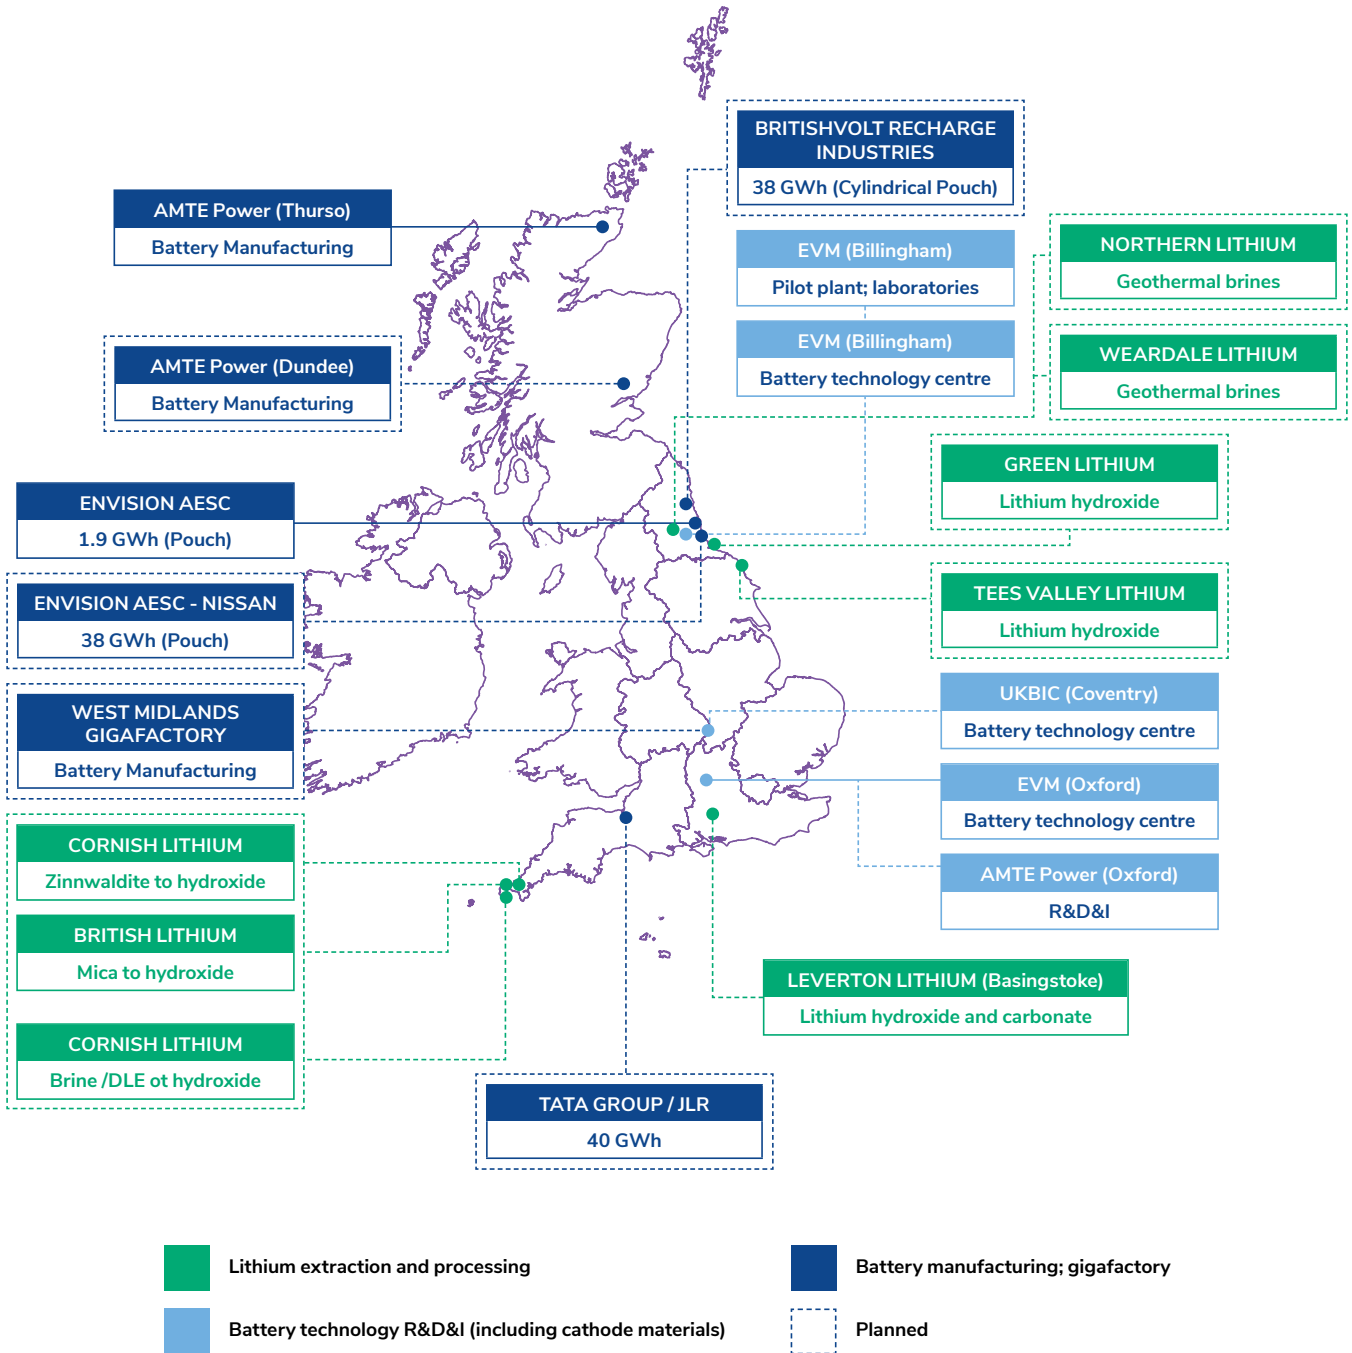 BRITISHVOLT RECHARGE
INDUSTRIES
38 GWh (Cylindrical Pouch)
AMTE Power (Thurso)
Battery Manufacturing
EVM (Billingham)
Pilot plant; laboratories
NORTHERN LITHIUM
Geothermal brines
EVM (Billingham)
Battery technology centre
WEARDALE LITHIUM
Geothermal brines
AMTE Power (Dundee)
Battery Manufacturing
GREEN LITHIUM
Lithium hydroxide
ENVISION AESC
1.9 GWh (Pouch)
TEES VALLEY LITHIUM
Lithium hydroxide
ENVISION AESC - NISSAN
38 GWh (Pouch)
UKBIC (Coventry)
Battery technology centre
WEST MIDLANDS
GIGAFACTORY
Battery Manufacturing
EVM (Oxford)
Battery technology centre
CORNISH LITHIUM
Zinnwaldite to hydroxide
AMTE Power (Oxford)
R&D&I
BRITISH LITHIUM
Mica to hydroxide
LEVERTON LITHIUM (Basingstoke)
Lithium hydroxide and carbonate
CORNISH LITHIUM
Brine /DLE ot hydroxide
TATA GROUP / JLR
40 GWh
Lithium extraction and processing
Battery manufacturing; gigafactory
Battery technology R&D&I (including cathode materials)
Planned